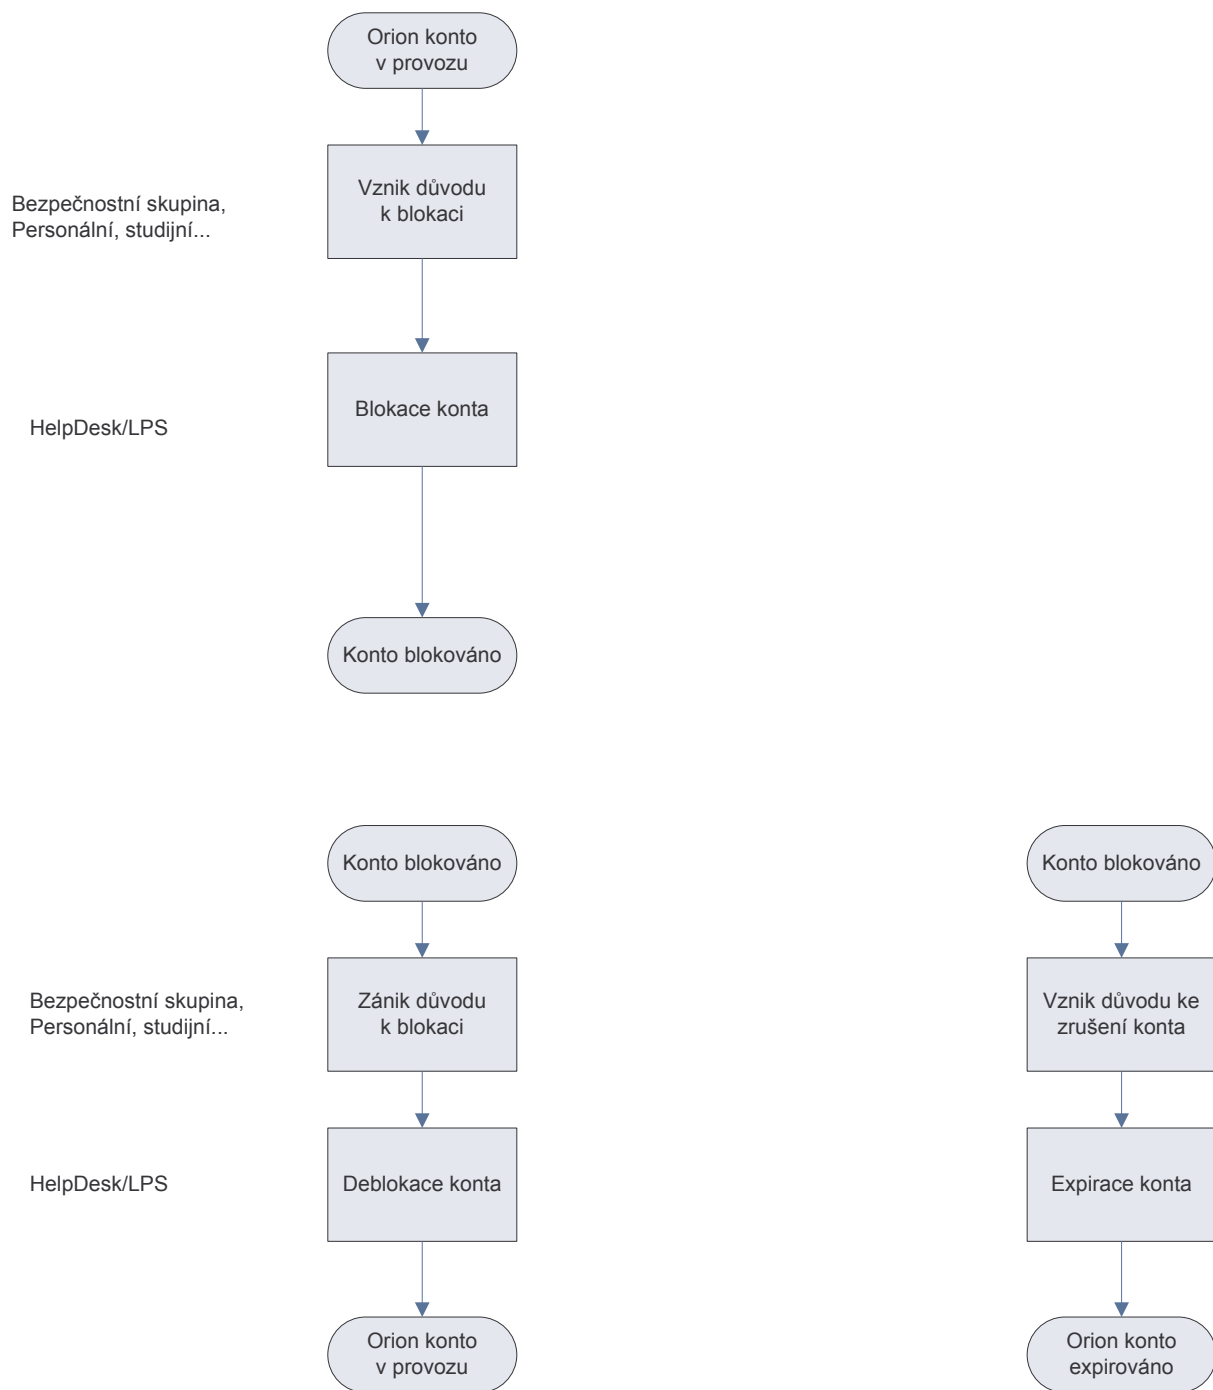 Orion konto
v provozu
Bezpečnostní skupina,
Personální, studijní...
Vznik důvodu
k blokaci
HelpDesk/LPS
Blokace konta
Konto blokováno
Konto blokováno
Konto blokováno
Bezpečnostní skupina,
Personální, studijní...
Zánik důvodu
k blokaci
Vznik důvodu ke
zrušení konta
HelpDesk/LPS
Deblokace konta
Expirace konta
Orion konto
v provozu
Orion konto
expirováno